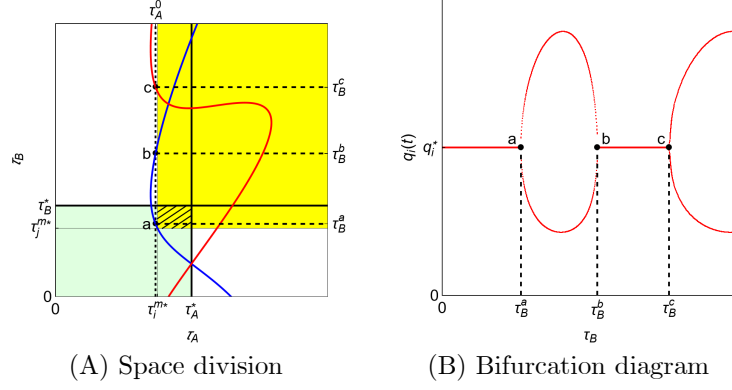 τ_A^0
c
b
a
τ_B^c
τ_B^b
τ_B^a
τ_B^*
τ_j^{m*}
τ_B
0
0
τ_i^{m*}
τ_A^*
τ_A
(A) Space division
q_i(t)
q_i^*
a
b
c
0
τ_B^a
τ_B^b
τ_B^c
τ_B
(B) Bifurcation diagram